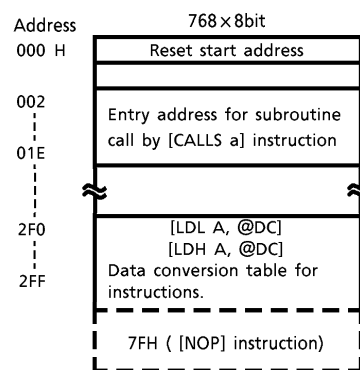 Address
768×8bit
000 H
Reset start address
002
Entry address for subroutine
call by [CALLS a] instruction
01E
2F0
[LDL A, @DC]
[LDH A, @DC]
Data conversion table for
2FF
instructions.
7FH ( [NOP] instruction)